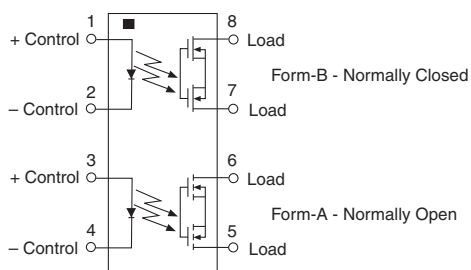 1 8
+ Control Load
Form-B - Normally Closed
2 7
– Control Load
3 6
+ Control Load
Form-A - Normally Open
4 5
– Control Load